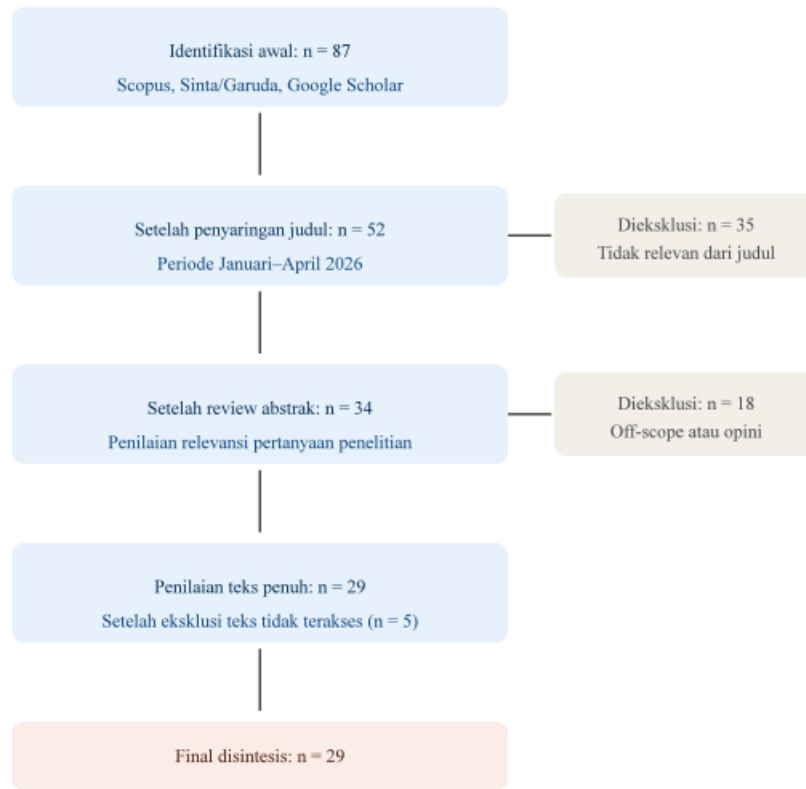 Identifikasi awal: n = 87
Scopus, Sinta/Garuda, Google Scholar
Setelah penyaringan judul: n = 52
Periode Januari–April 2026
Dieksklusi: n = 35
Tidak relevan dari judul
Setelah review abstrak: n = 34
Penilaian relevansi pertanyaan penelitian
Dieksklusi: n = 18
Off-scope atau opini
Penilaian teks penuh: n = 29
Setelah eksklusi teks tidak terakses (n = 5)
Final disintesis: n = 29